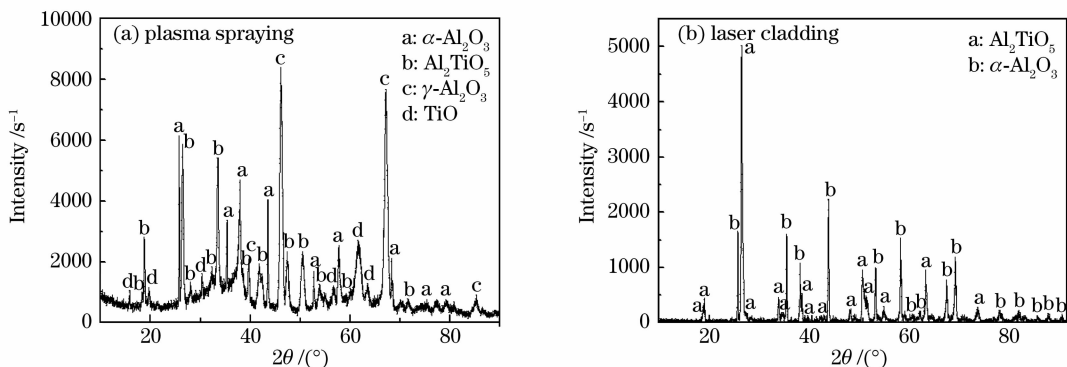 (a) plasma spraying
a: α-Al2O3
b: Al2TiO5
c: γ-Al2O3
d: TiO
10000
8000
6000
4000
2000
0
Intensity /s⁻¹
20 40 60 80
2θ /(°)
d b b d a b b d b a a b c b a c b b a b d a b d d c a b a a c
(b) laser cladding
a: Al2TiO5
b: α-Al2O3
5000
4000
3000
2000
1000
0
Intensity /s⁻¹
20 40 60 80
2θ /(°)
a a b a a a a b b a a b a a a b a b b b a b b a b b b b b